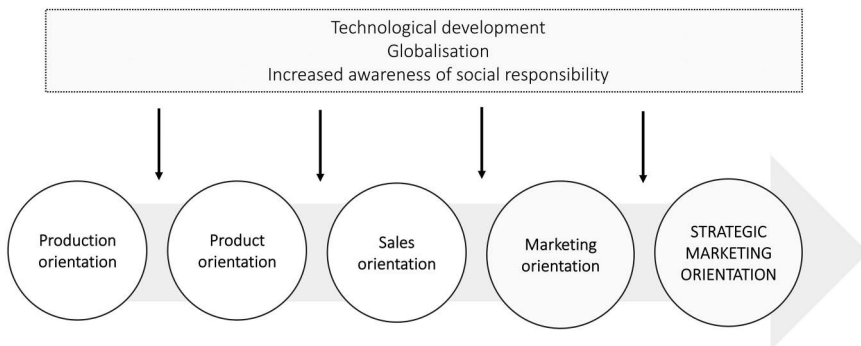 Technological development
Globalisation
Increased awareness of social responsibility
Production
orientation
Product
orientation
Sales
orientation
Marketing
orientation
STRATEGIC
MARKETING
ORIENTATION